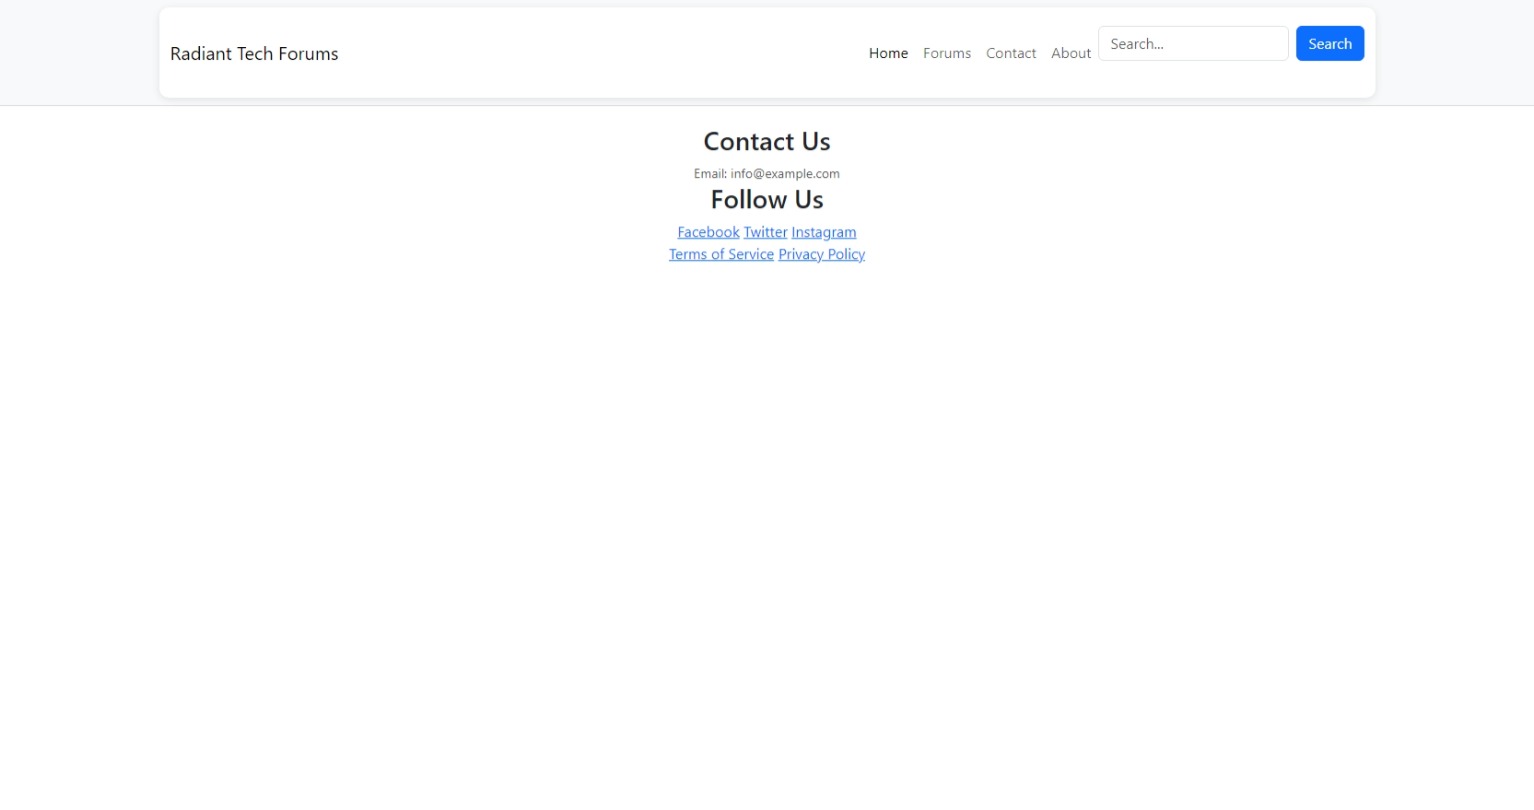 Radiant Tech Forums Home Forums Contact About Search... Search
Contact Us
Email: info@example.com
Follow Us
Facebook Twitter Instagram
Terms of Service Privacy Policy